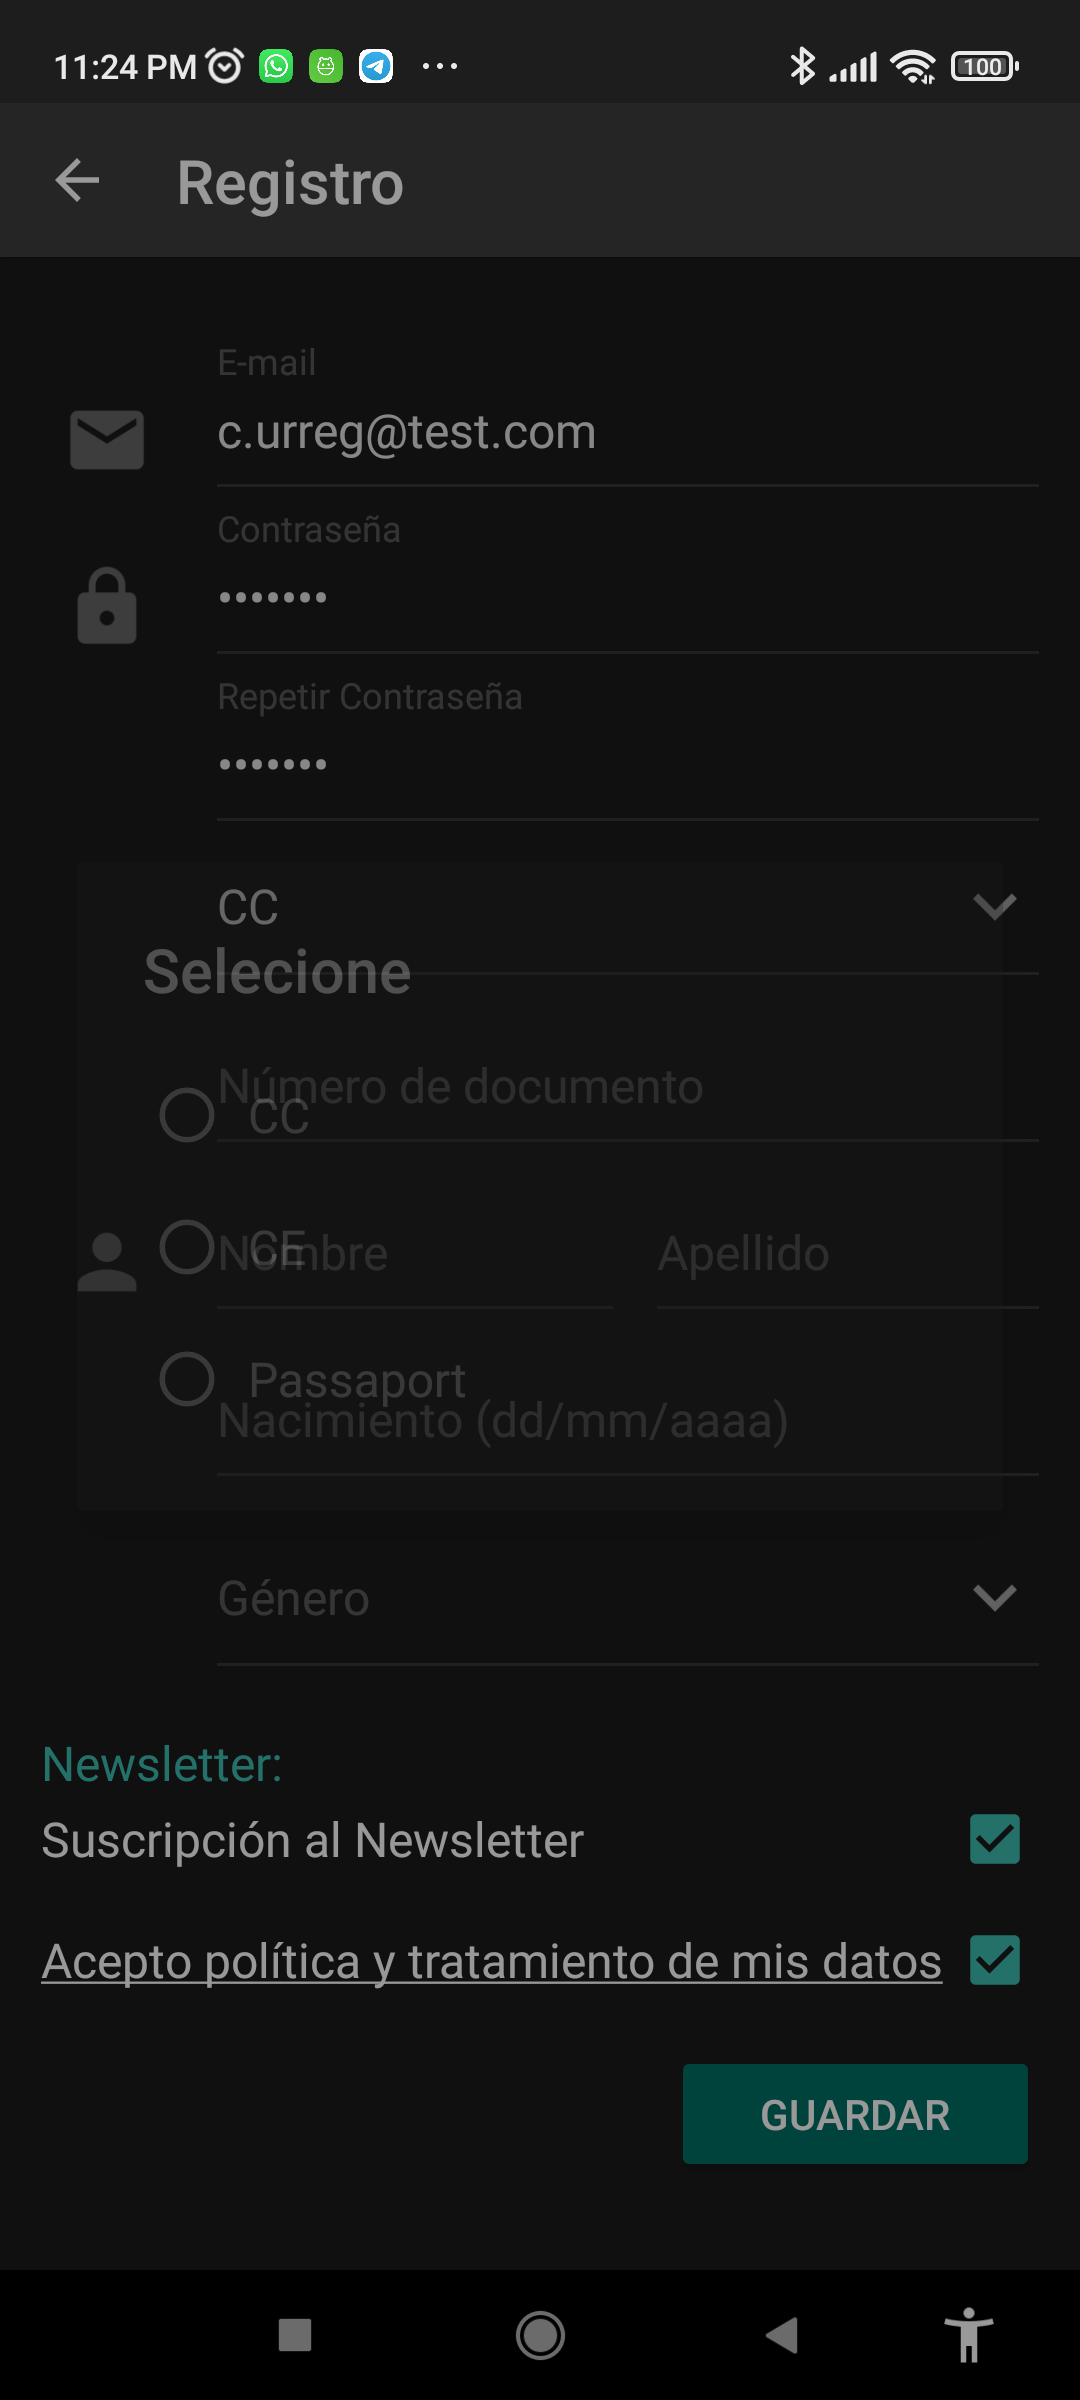 11:24 PM
100
Registro
E-mail
c.urreg@test.com
Contraseña
•••••••
Repetir Contraseña
•••••••
CC
Selecione
Número de documento
CC
CE
Nombre
Apellido
Passaport
Nacimiento (dd/mm/aaaa)
Género
Newsletter:
Suscripción al Newsletter
Acepto política y tratamiento de mis datos
GUARDAR